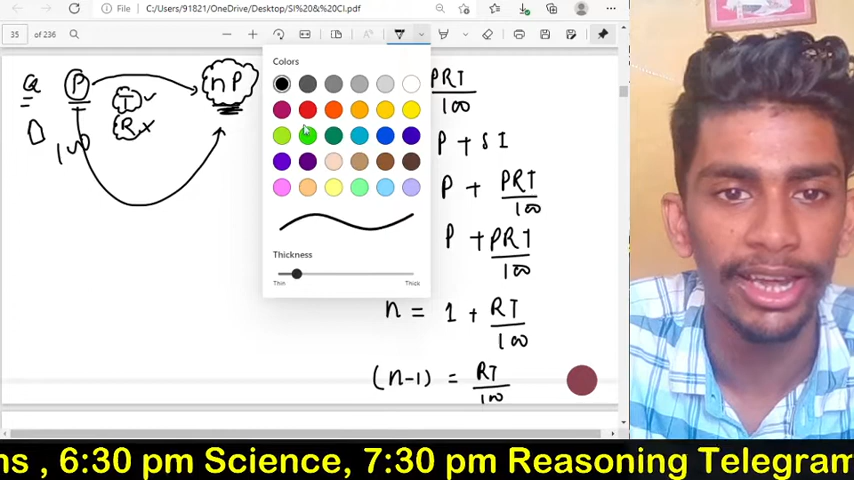 File C:/Users/91821/OneDrive/Desktop/SI%20&%20CI.pdf
35 of 236
Colors
Thickness
Thin Thick
P nP
T
R
PRT/100
P + SI
P + PRT/100
P + PRT/100
n = 1 + RT/100
(n-1) = RT/100
ns , 6:30 pm Science, 7:30 pm Reasoning Telegram